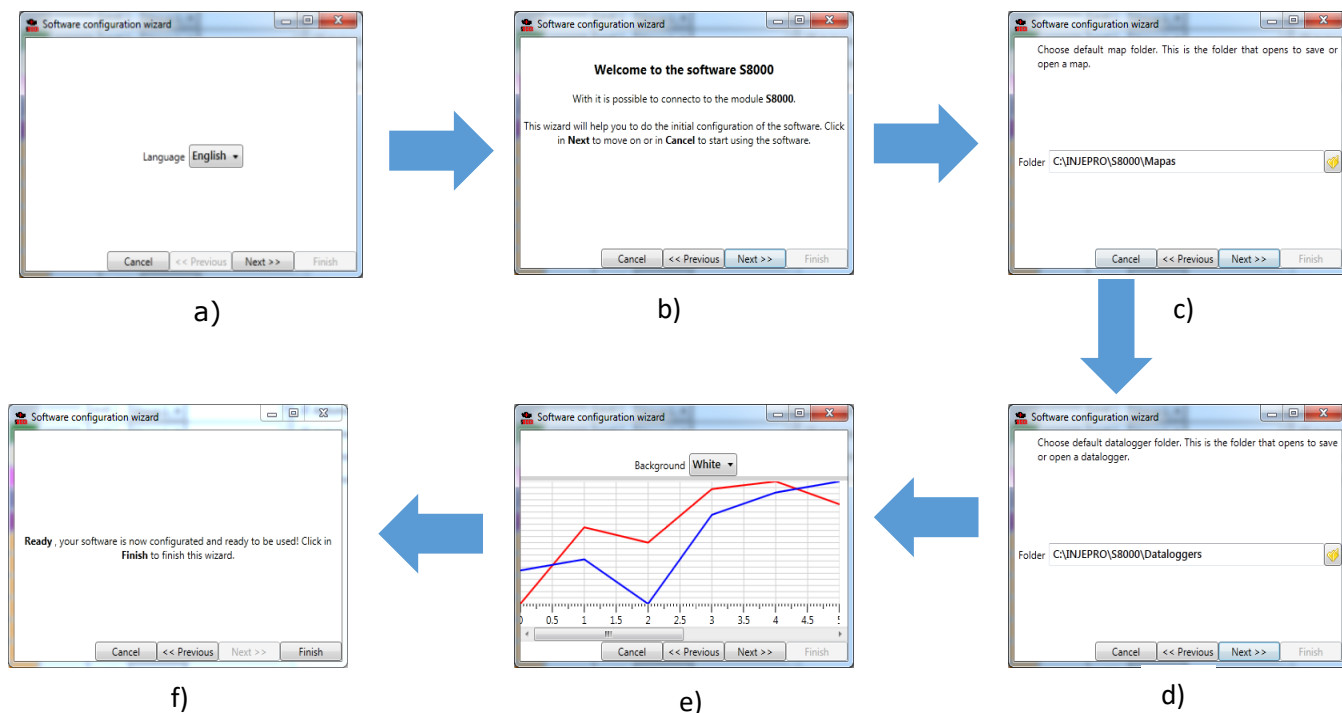 Software configuration wizard
Language English
Cancel << Previous Next >> Finish
a)
Software configuration wizard
Welcome to the software S8000
With it is possible to connecto to the module S8000.
This wizard will help you to do the initial configuration of the software. Click
in Next to move on or in Cancel to start using the software.
Cancel << Previous Next >> Finish
b)
Software configuration wizard
Choose default map folder. This is the folder that opens to save or
open a map.
Folder C:\INJEPRO\S8000\Mapas
Cancel << Previous Next >> Finish
c)
Software configuration wizard
Choose default datalogger folder. This is the folder that opens to save
or open a datalogger.
Folder C:\INJEPRO\S8000\Dataloggers
Cancel << Previous Next >> Finish
d)
Software configuration wizard
Background White
0.5 1 1.5 2 2.5 3 3.5 4 4.5
Cancel << Previous Next >> Finish
e)
Software configuration wizard
Ready , your software is now configurated and ready to be used! Click in
Finish to finish this wizard.
Cancel << Previous Next >> Finish
f)